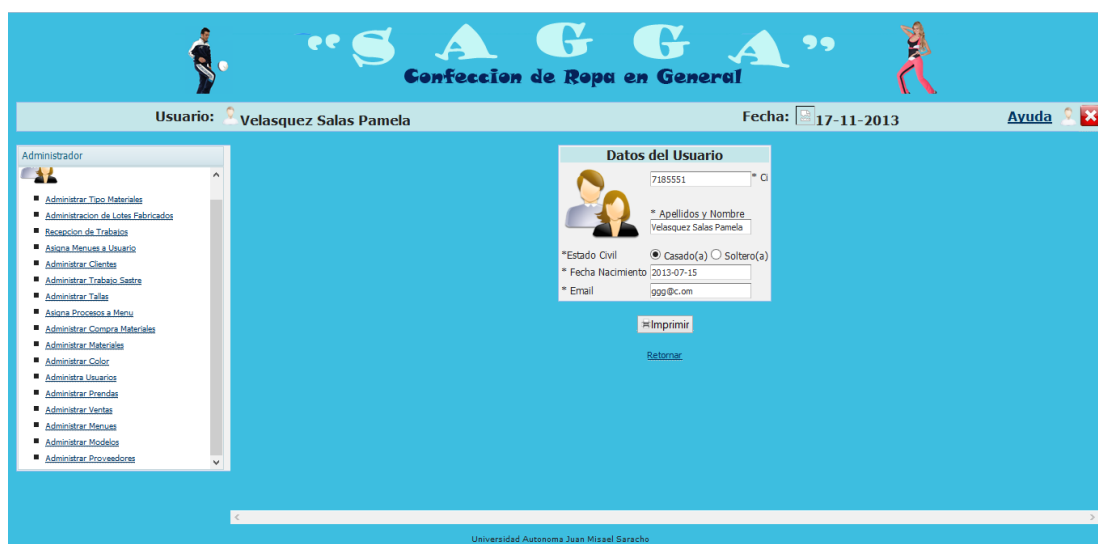 "S A G G A"
Confeccion de Ropa en General
Usuario: Velasquez Salas Pamela Fecha: 17-11-2013 Ayuda
Administrador
Administrar Tipo Materiales
Administracion de Lotes Fabricados
Recepcion de Trabajos
Asigna Menues a Usuario
Administrar Clientes
Administrar Trabajo Sastre
Administrar Tallas
Asigna Procesos a Menu
Administrar Compra Materiales
Administrar Materiales
Administrar Color
Administra Usuarios
Administrar Prendas
Administrar Ventas
Administrar Menues
Administrar Modelos
Administrar Proveedores
Datos del Usuario
7185551 * Ci
* Apellidos y Nombre
Velasquez Salas Pamela
*Estado Civil Casado(a) Soltero(a)
* Fecha Nacimiento 2013-07-15
* Email ggg@c.om
Imprimir
Retornar
Universidad Autonoma Juan Misael Saracho